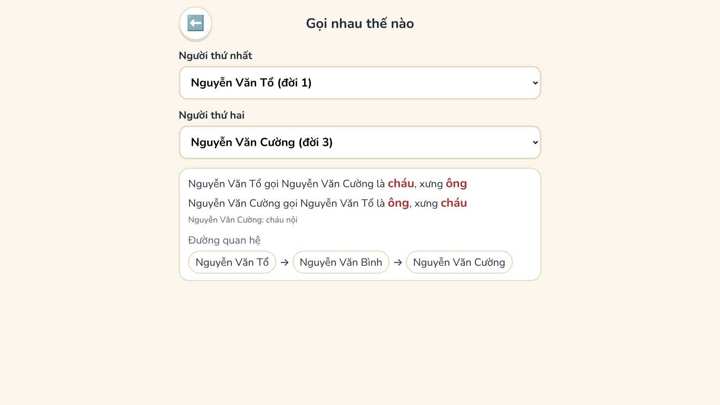 Gọi nhau thế nào
Người thứ nhất
Nguyễn Văn Tổ (đời 1)
Người thứ hai
Nguyễn Văn Cường (đời 3)
Nguyễn Văn Tổ gọi Nguyễn Văn Cường là cháu, xưng ông
Nguyễn Văn Cường gọi Nguyễn Văn Tổ là ông, xưng cháu
Nguyễn Văn Cường: cháu nội
Đường quan hệ
Nguyễn Văn Tổ → Nguyễn Văn Bình → Nguyễn Văn Cường